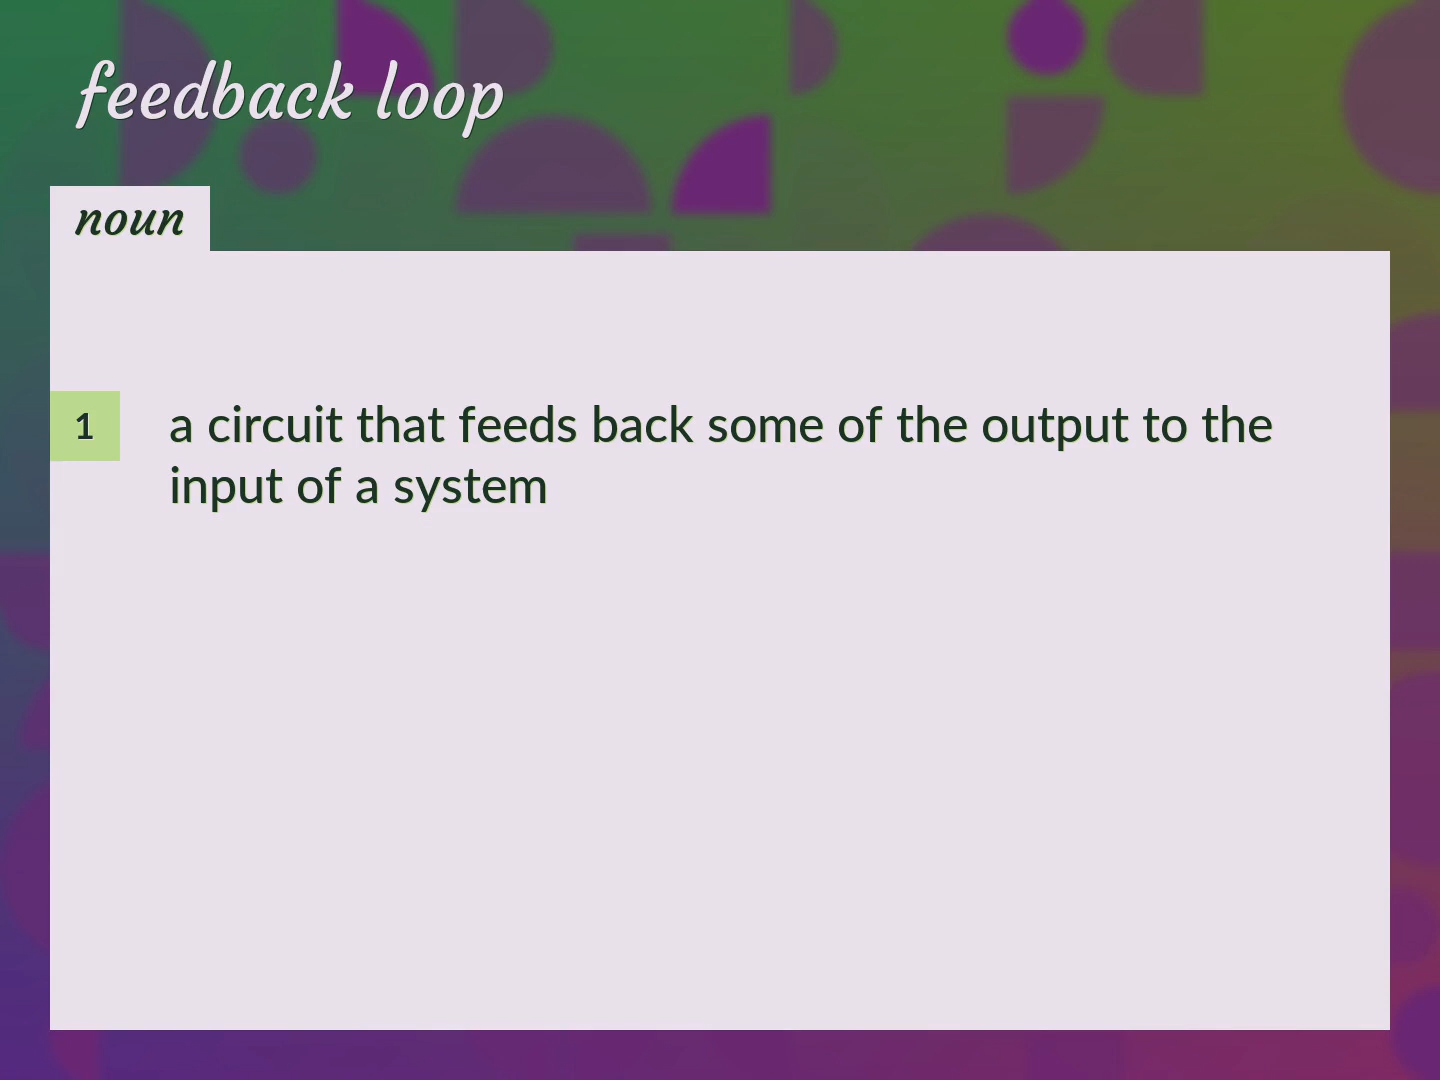 feedback loop
noun
1
a circuit that feeds back some of the output to the
input of a system